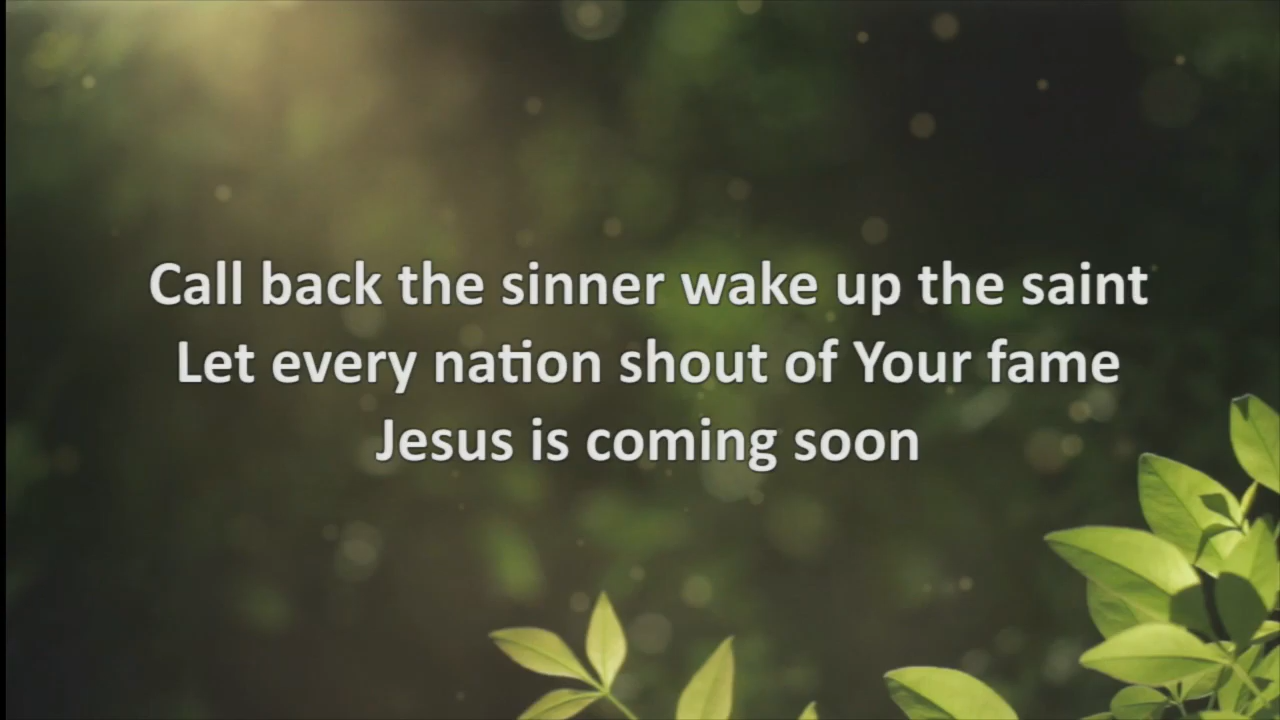 Call back the sinner wake up the saint
Let every nation shout of Your fame
Jesus is coming soon